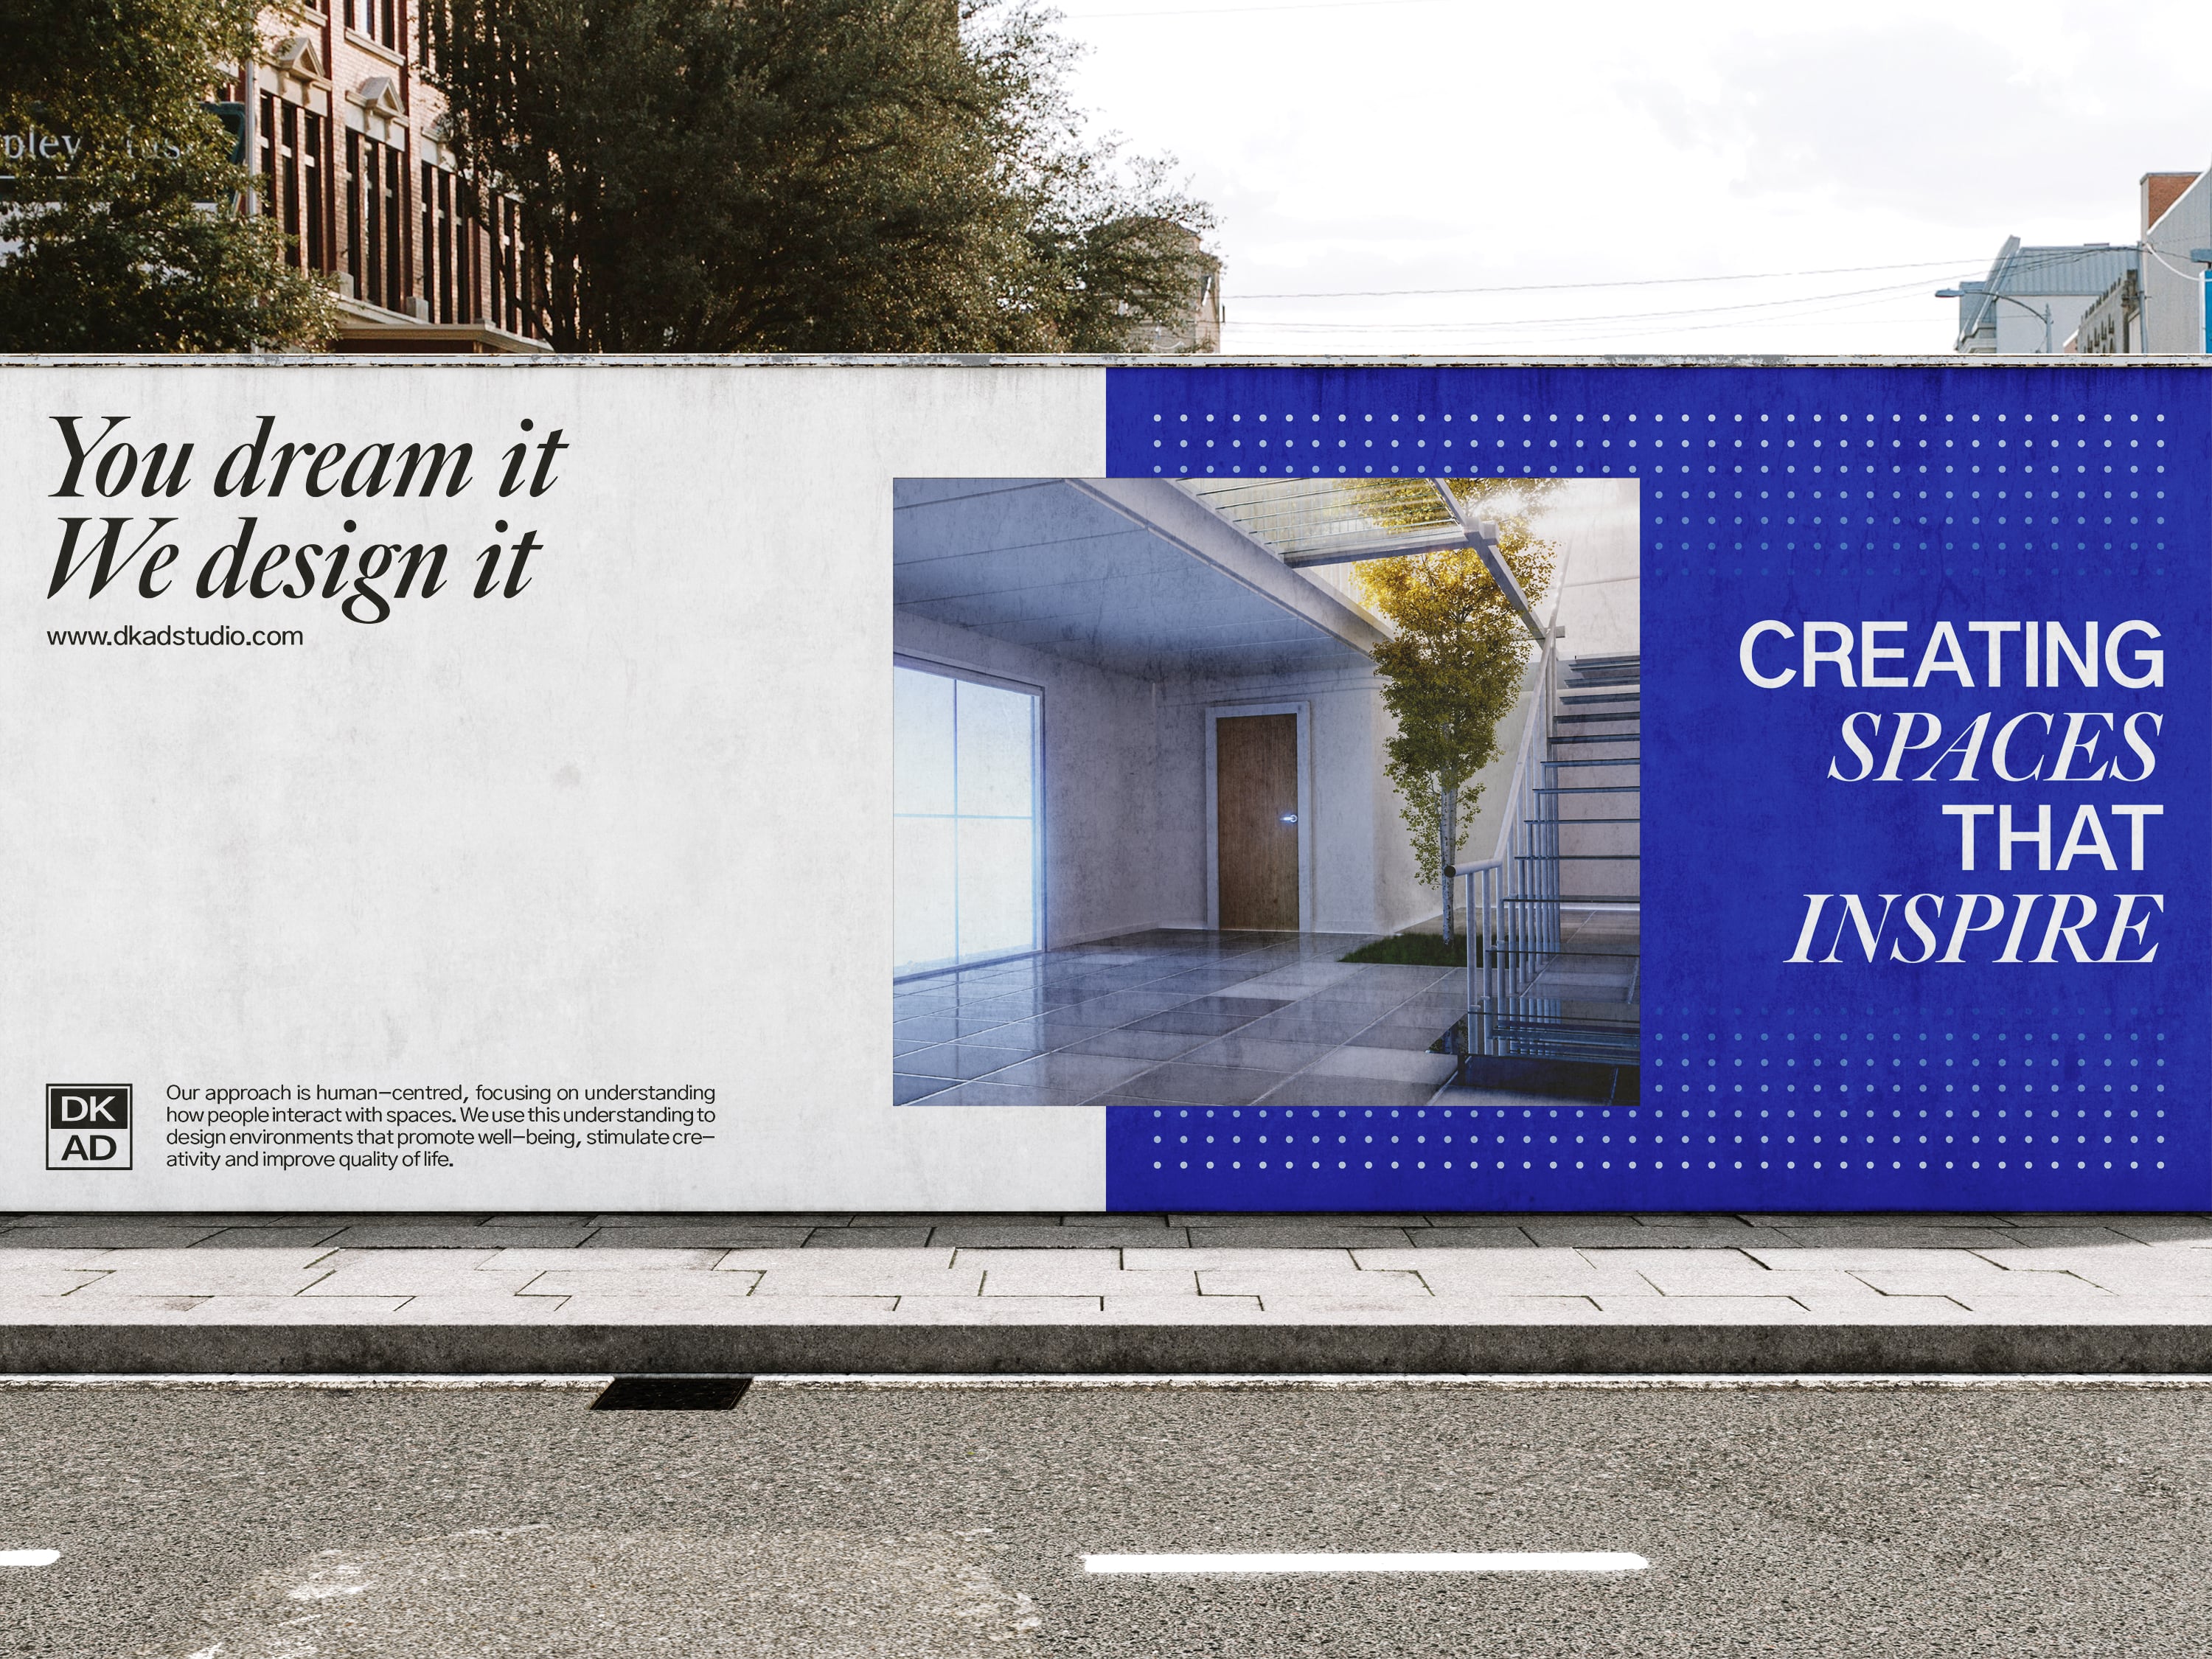 You dream it
We design it
www.dkadstudio.com
CREATING
SPACES
THAT
INSPIRE
DK
AD
Our approach is human–centred, focusing on understanding
how people interact with spaces. We use this understanding to
design environments that promote well–being, stimulate cre–
ativity and improve quality of life.